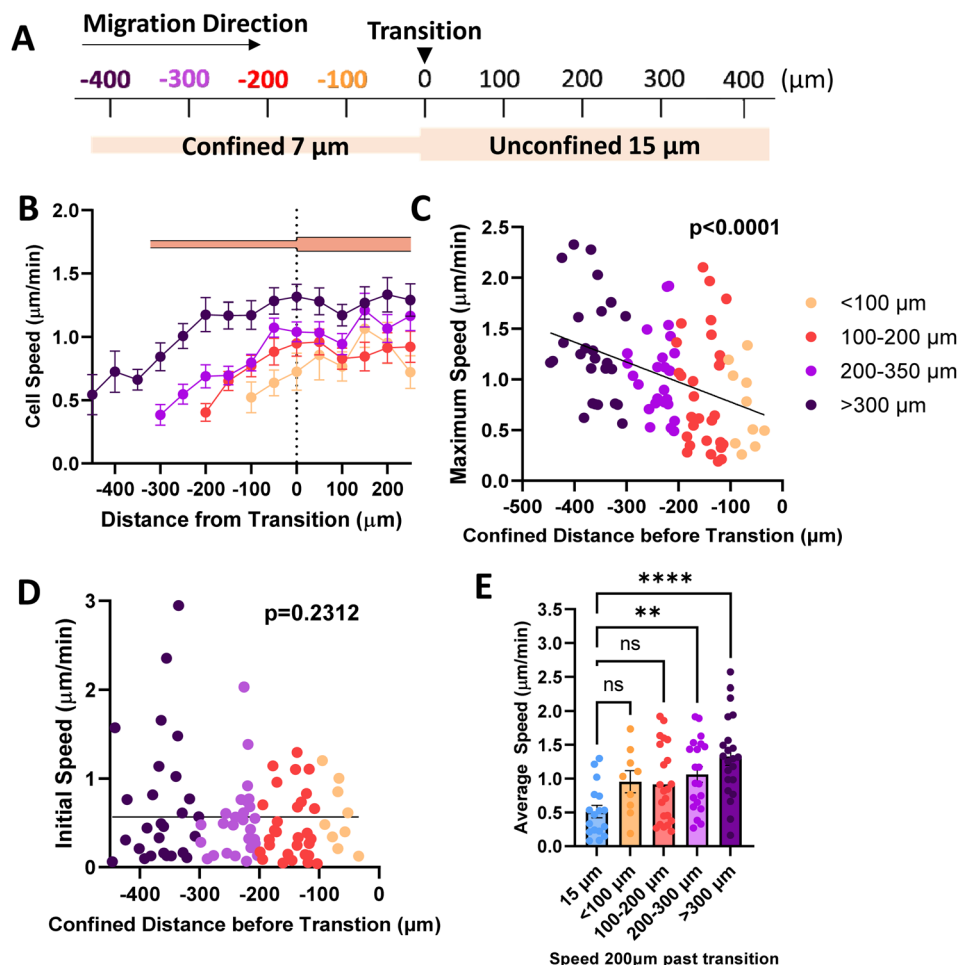 A
Migration Direction
Transition
-400 -300 -200 -100 0 100 200 300 400 (µm)
Confined 7 µm
Unconfined 15 µm
B
Cell Speed (µm/min)
2.0
1.5
1.0
0.5
0.0
-400 -300 -200 -100 0 100 200
Distance from Transition (µm)
C
p<0.0001
Maximum Speed (µm/min)
2.5
2.0
1.5
1.0
0.5
0.0
-500 -400 -300 -200 -100 0
Confined Distance before Transtion (µm)
<100 µm
100-200 µm
200-350 µm
>300 µm
D
p=0.2312
Initial Speed (µm/min)
3
2
1
0
-400 -300 -200 -100 0
Confined Distance before Transition (µm)
E
****
**
ns
ns
Average Speed (µm/min)
3.5
3.0
2.5
2.0
1.5
1.0
0.5
0.0
15 µm
<100 µm
100-200 µm
200-300 µm
>300 µm
Speed 200µm past transition